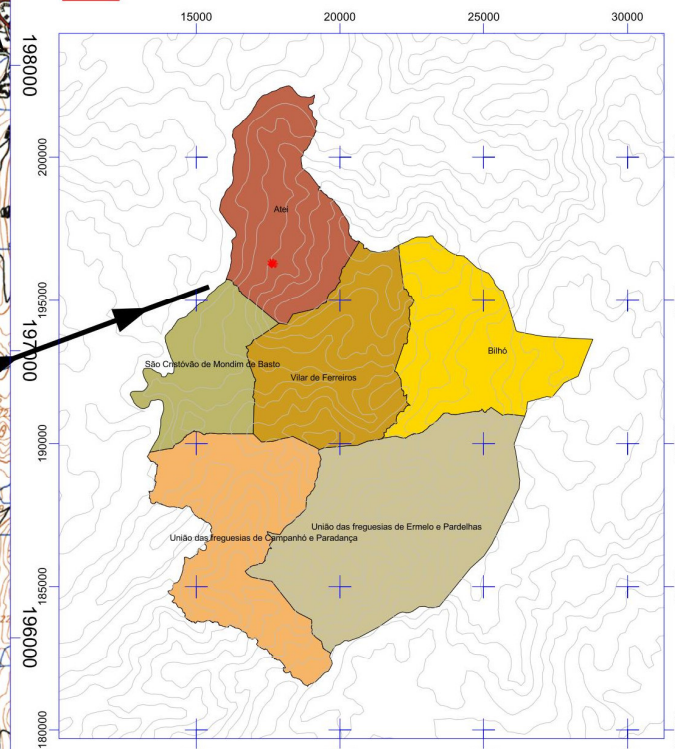 15000
20000
25000
30000
198000
200000
Atei
195000
197000
São Cristóvão de Mondim de Basto
Bilhó
Vilar de Ferreiros
190000
União das freguesias de Ermelo e Pardelhas
União das freguesias de Campanhó e Paradança
185000
196000
180000